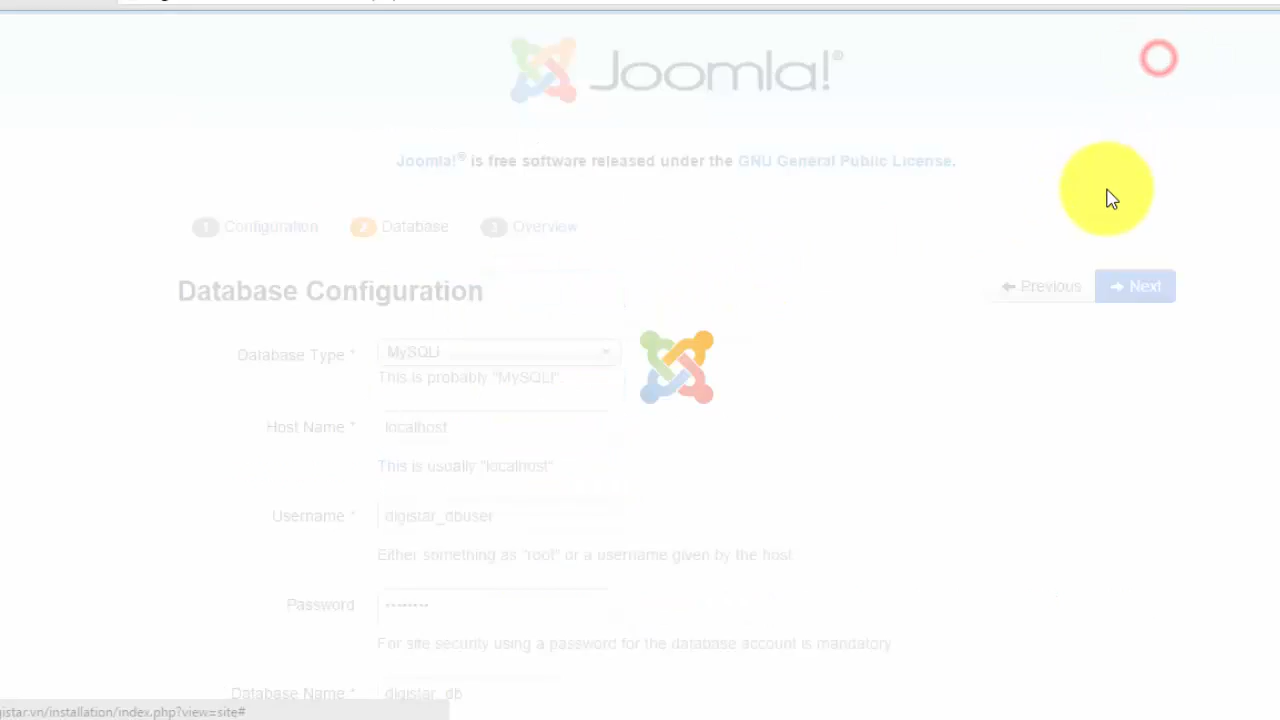 Joomla!®
Joomla!® is free software released under the GNU General Public License.
1 Configuration 2 Database 3 Overview
Database Configuration
Previous Next
Database Type * MySQLi
This is probably "MySQLi".
Host Name * localhost
This is usually "localhost"
Username * digistar_dbuser
Either something as "root" or a username given by the host
Password --------
For site security using a password for the database account is mandatory
Database Name * digistar_db
gistar.vn/installation/index.php?view=site#